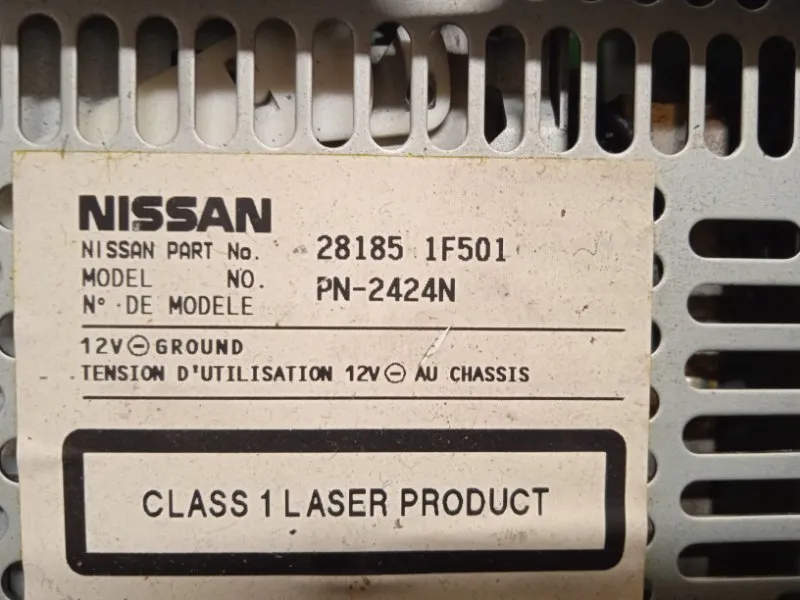 NISSAN
NISSAN PART No. 28185 1F501
MODEL NO. PN-2424N
N° DE MODELE
12V ⊖ GROUND
TENSION D'UTILISATION 12V ⊖ AU CHASSIS
CLASS 1 LASER PRODUCT